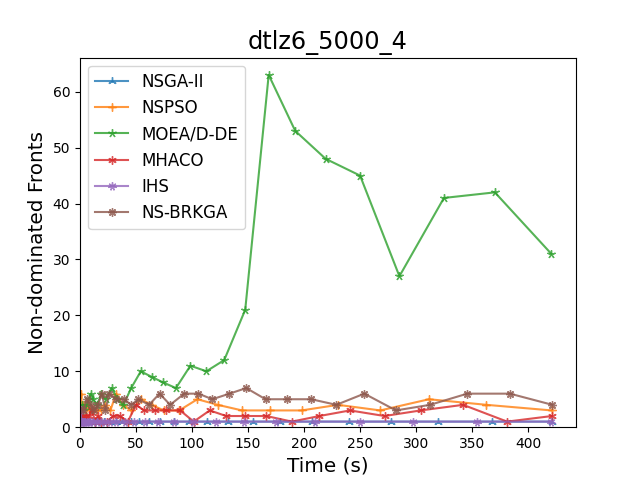 dtlz6_5000_4
NSGA-II
NSPSO
MOEA/D-DE
MHACO
IHS
NS-BRKGA
Non-dominated Fronts
60
50
40
30
20
10
0
0 50 100 150 200 250 300 350 400
Time (s)